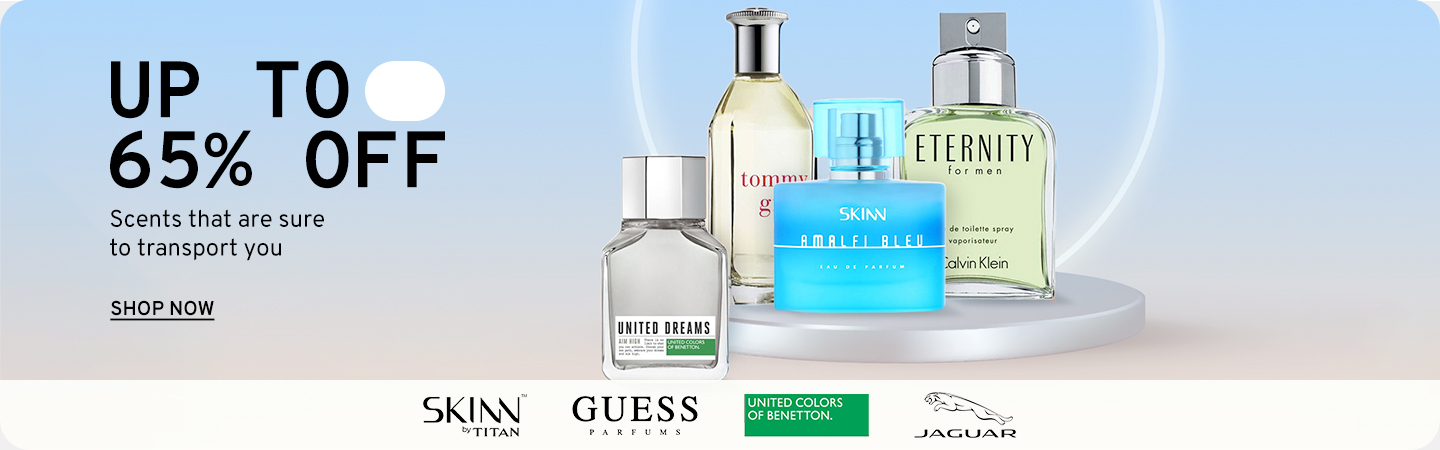 UP TO
65% OFF
Scents that are sure
to transport you
SHOP NOW
tommy
SKINN
AMALFI BLEU
EAU DE PARFUM
ETERNITY
for men
de toilette spray
vaporisateur
Calvin Klein
UNITED DREAMS
AIM HIGH
UNITED COLORS
OF BENETTON.
SKINN™
by TITAN
GUESS
PARFUMS
UNITED COLORS
OF BENETTON.
JAGUAR